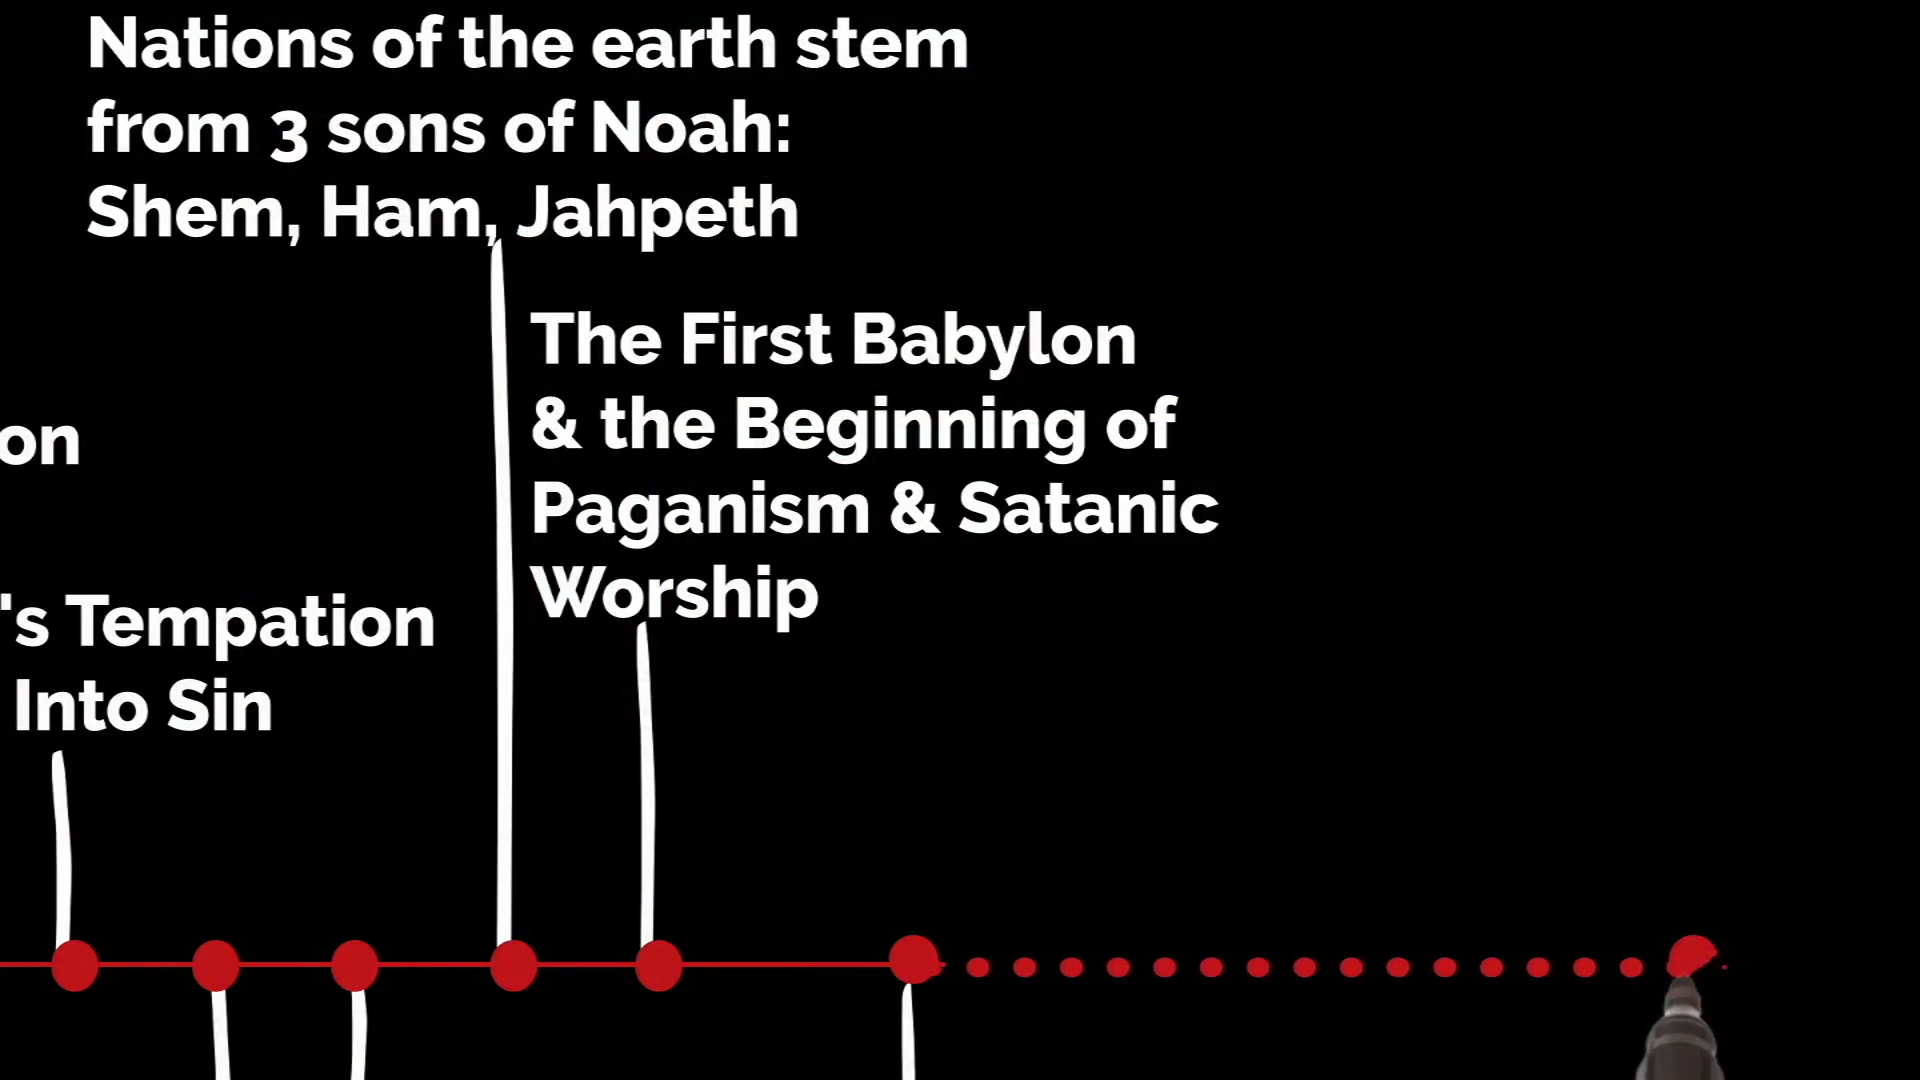 Nations of the earth stem
from 3 sons of Noah:
Shem, Ham, Jahpeth
The First Babylon
& the Beginning of
Paganism & Satanic
Worship
on
's Tempation
Into Sin